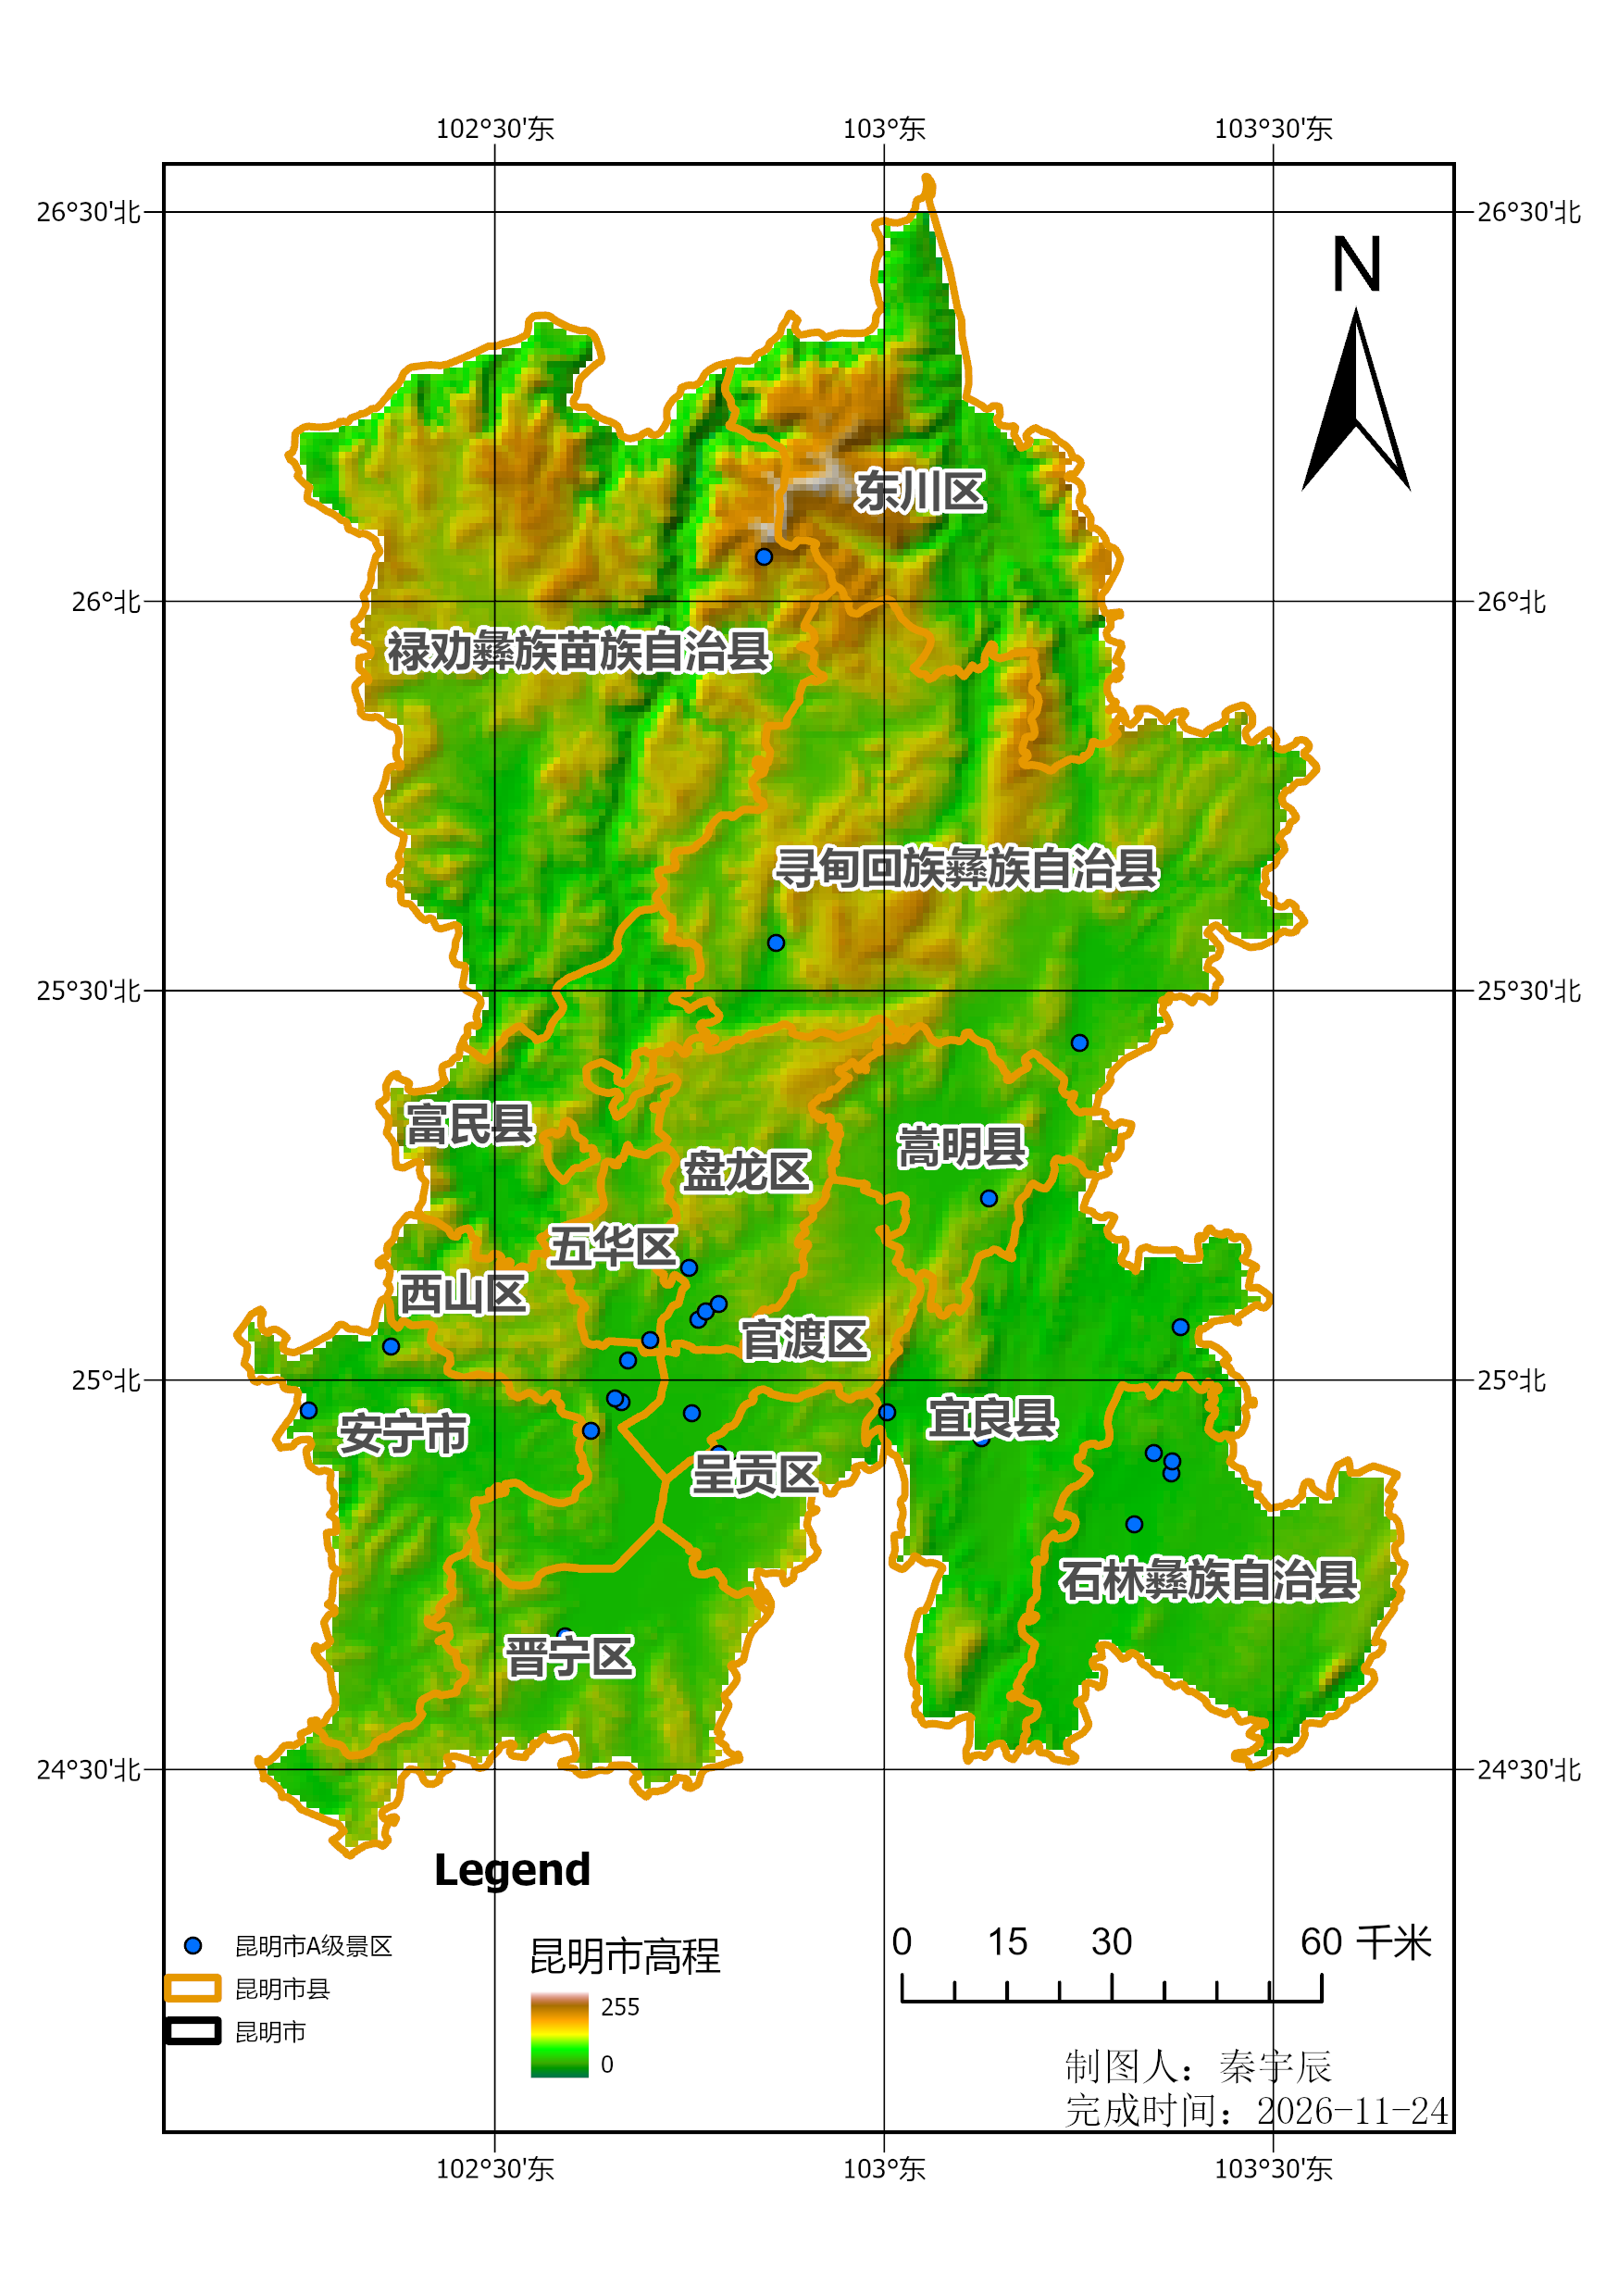 102°30'东 103°东 103°30'东
26°30'北 26°30'北
N
东川区
26°北 26°北
禄劝彝族苗族自治县
寻甸回族彝族自治县
25°30'北 25°30'北
富民县
嵩明县
盘龙区
五华区
西山区
官渡区
25°北 25°北
宜良县
安宁市
呈贡区
石林彝族自治县
晋宁区
24°30'北 24°30'北
Legend
昆明市A级景区
昆明市县
昆明市
昆明市高程
255
0
0 15 30 60 千米
制图人：秦宇辰
完成时间：2026-11-24
102°30'东 103°东 103°30'东